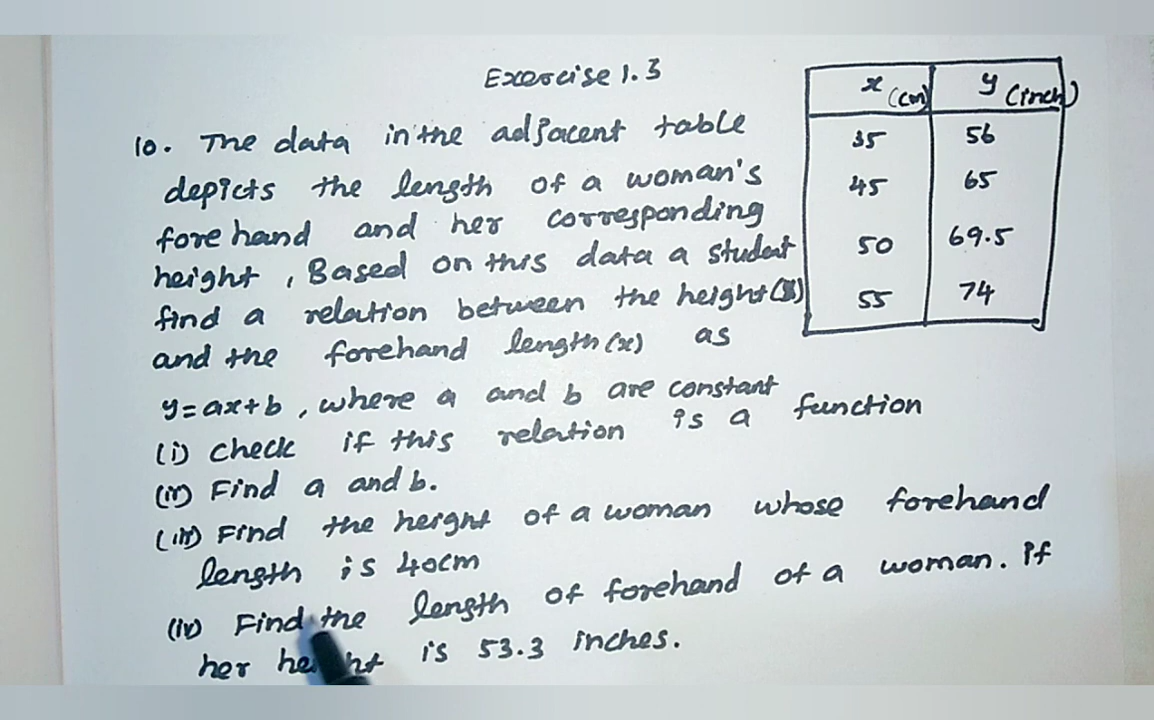 Exercise 1.3
10. The data in the adjacent table
depicts the length of a woman's
fore hand and her corresponding
height, Based on this data a student
find a relation between the height
and the forehand length (x) as
y = ax+b, where a and b are constant
(i) check if this relation is a function
(ii) Find a and b.
(iii) Find the height of a woman whose forehand
length is 40cm
(iv) Find the length of forehand of a woman. If
her is 53.3 inches.
x (cm) y (inch)
35 56
45 65
50 69.5
55 74